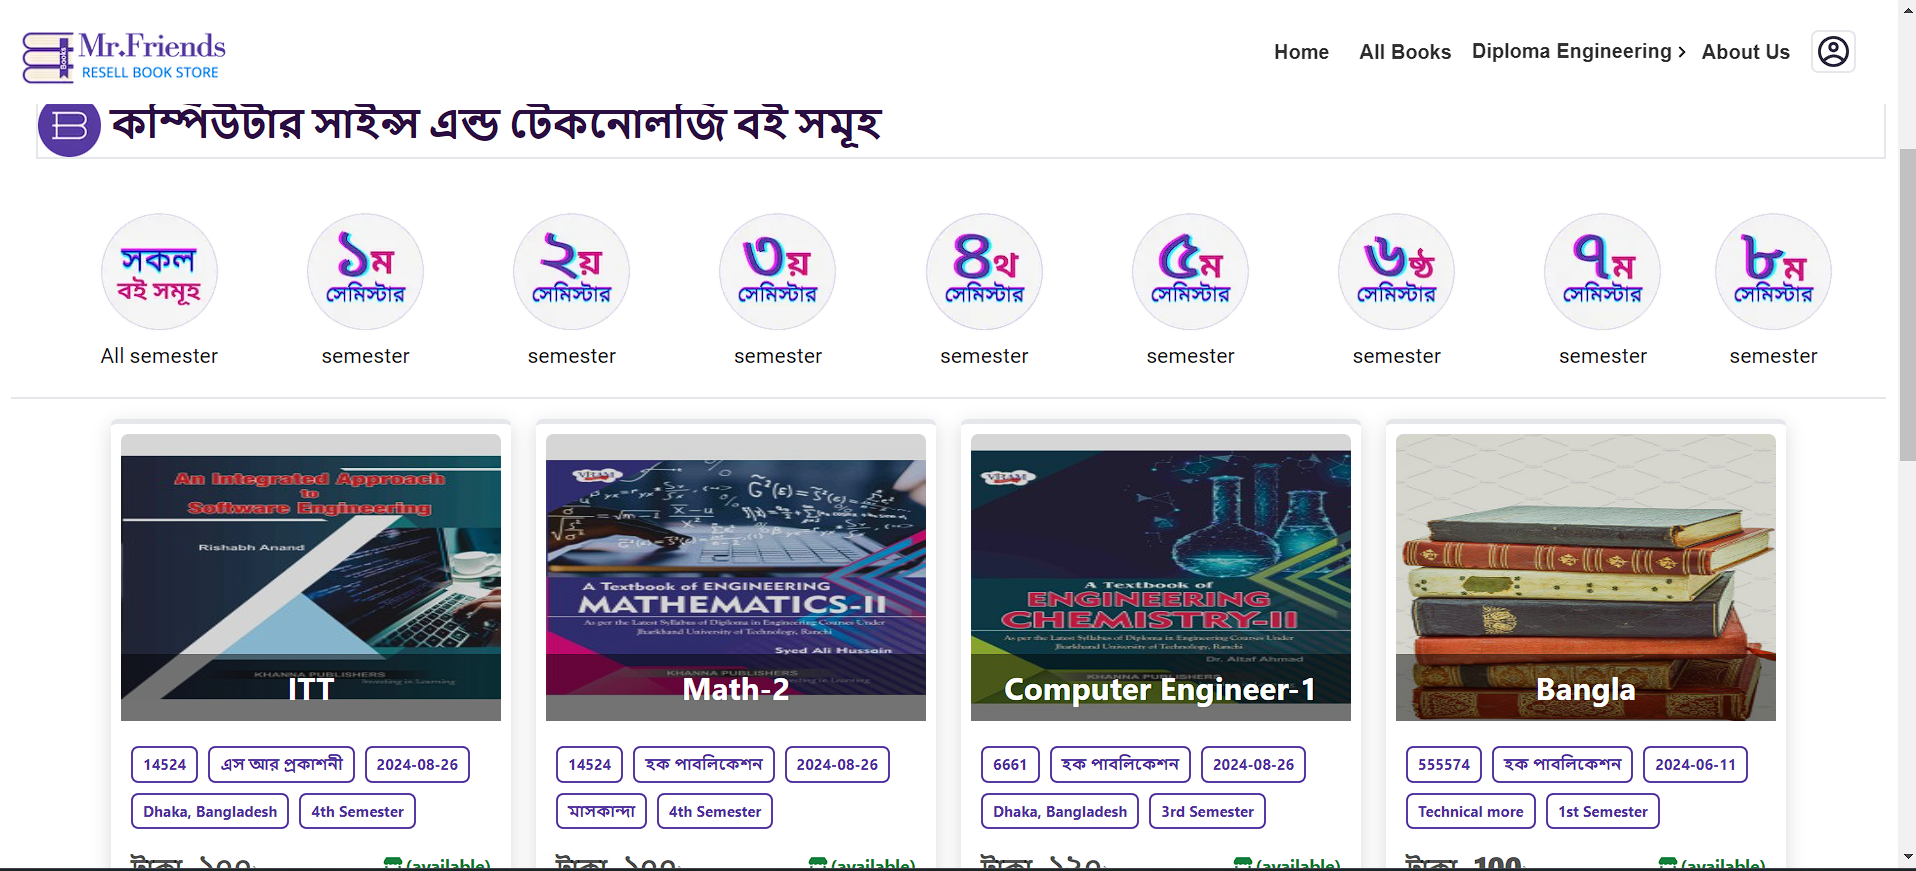 Books
Mr.Friends
RESELL BOOK STORE
Home All Books Diploma Engineering About Us
B কম্পিউটার সাইন্স এন্ড টেকনোলজি বই সমূহ
সকল
বই সমূহ
১ম
সেমিস্টার
২য়
সেমিস্টার
৩য়
সেমিস্টার
৪থ
সেমিস্টার
৫ম
সেমিস্টার
৬ষ্ঠ
সেমিস্টার
৭ম
সেমিস্টার
৮ম
সেমিস্টার
All semester semester semester semester semester semester semester semester semester
An Integrated Approach
to
Software Engineering
Rishabh Anand
KHANNA PUBLISHERS
Investing in Learning
ITT
A Textbook of ENGINEERING
MATHEMATICS-II
As per the Latest Syllabus of Diploma in Engineering Courses Under
Jharkhand University of Technology, Ranchi
Syed Ali Hussain
KHANNA PUBLISHERS
Math-2
A Textbook of
ENGINEERING
CHEMISTRY-II
As per the Latest Syllabus of Diploma in Engineering Courses Under
Jharkhand University of Technology, Ranchi
Dr. Altaf Ahmad
KHANNA PUBLISHERS
Computer Engineer-1
Bangla
14524 এস আর প্রকাশনী 2024-08-26
Dhaka, Bangladesh 4th Semester
টাকা (available)
14524 হক পাবলিকেশন 2024-08-26
মাসকান্দা 4th Semester
টাকা (available)
6661 হক পাবলিকেশন 2024-08-26
Dhaka, Bangladesh 3rd Semester
টাকা (available)
555574 হক পাবলিকেশন 2024-06-11
Technical more 1st Semester
টাকা 100 (available)